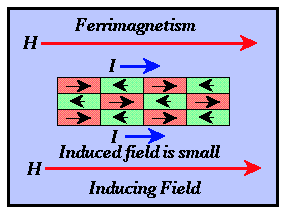 Ferrimagnetism
H
I
I
Induced field is small
H
Inducing Field